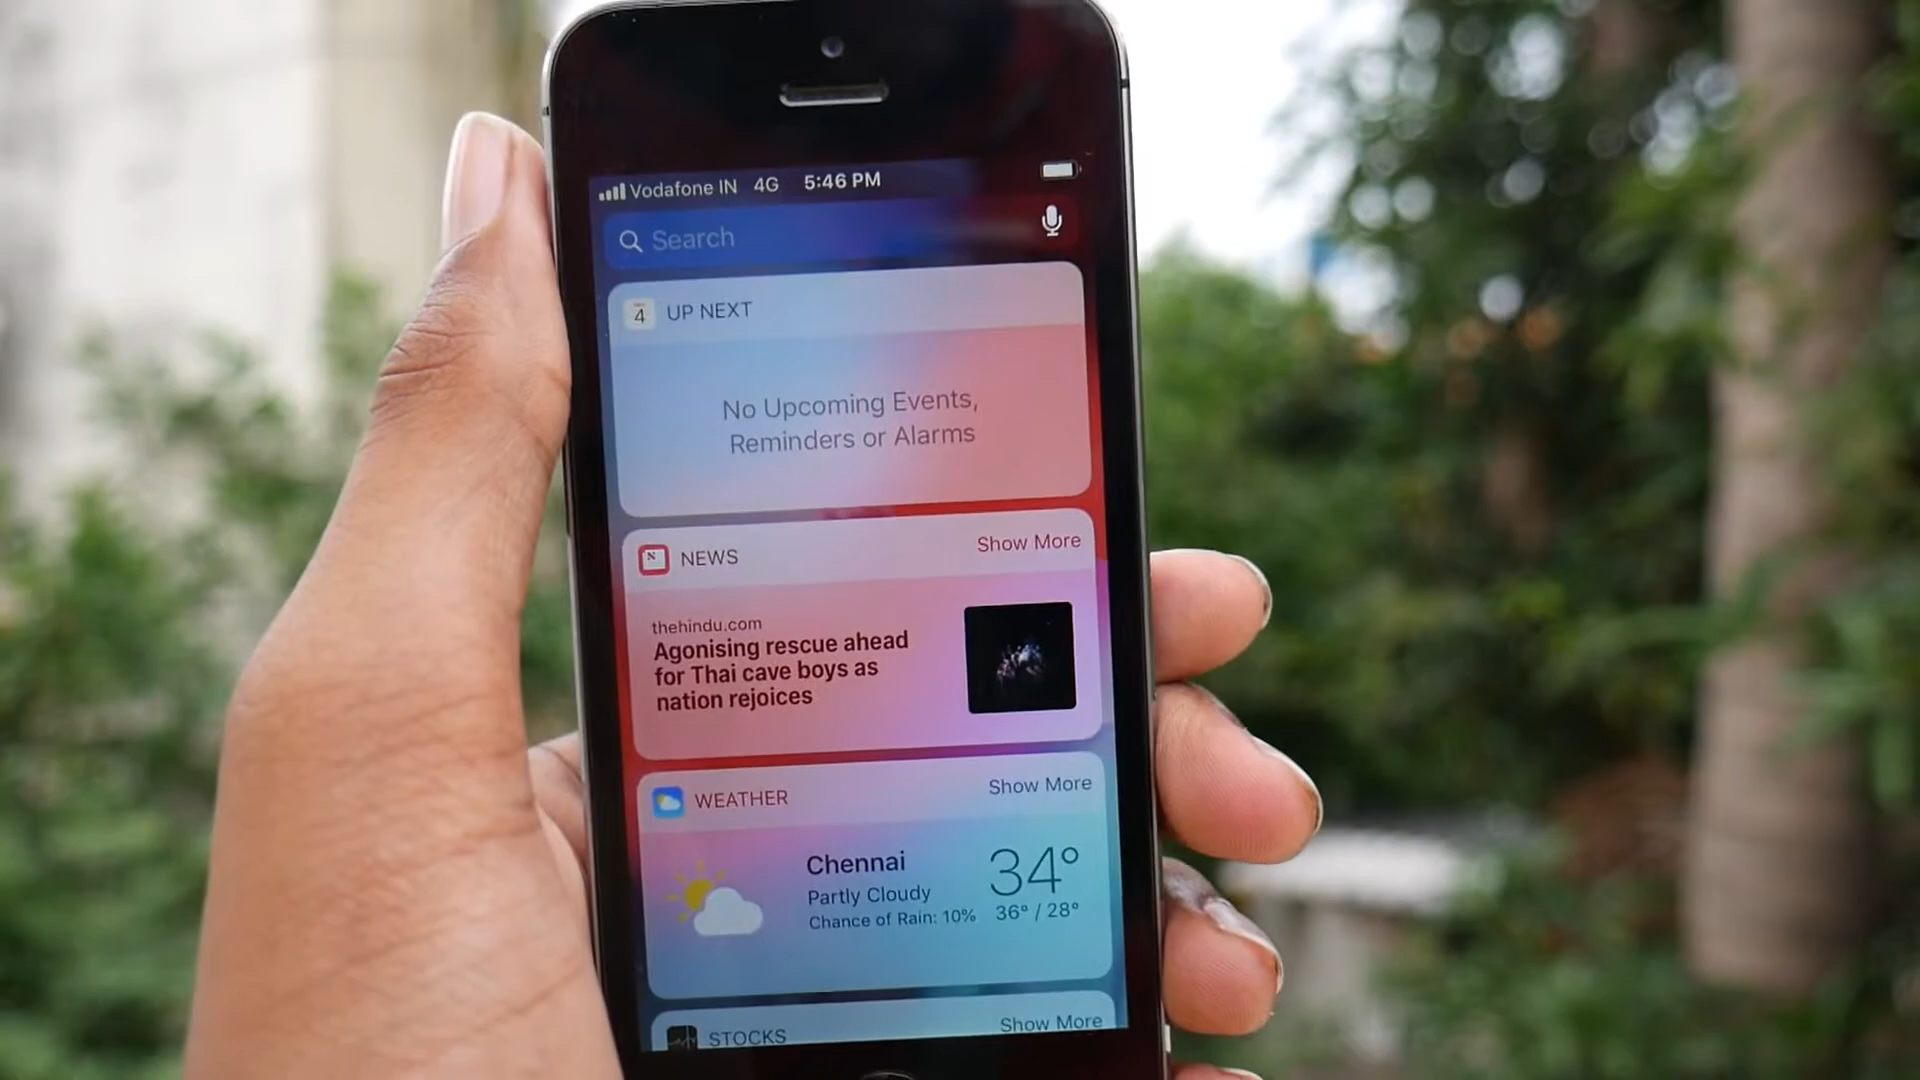 Vodafone IN 4G 5:46 PM
Search
4 UP NEXT
No Upcoming Events,
Reminders or Alarms
NEWS Show More
thehindu.com
Agonising rescue ahead
for Thai cave boys as
nation rejoices
WEATHER Show More
Chennai 34°
Partly Cloudy
Chance of Rain: 10% 36° / 28°
STOCKS Show More